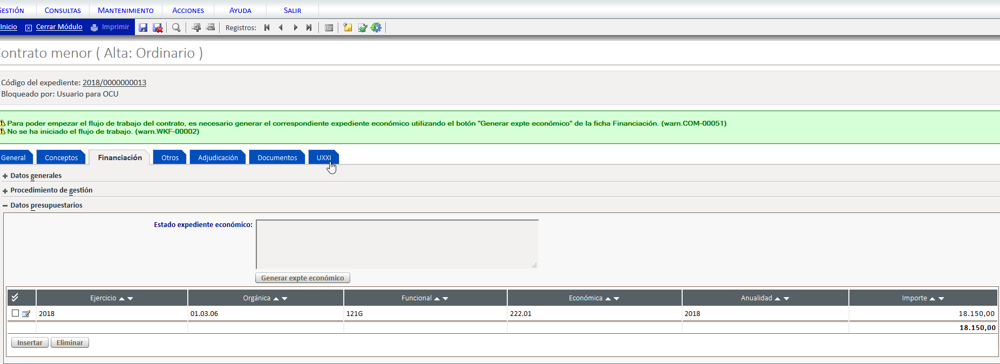 GESTIÓN CONSULTAS MANTENIMIENTO ACCIONES AYUDA SALIR
Inicio Cerrar Módulo Imprimir Registros:
ontrato menor ( Alta: Ordinario )
Código del expediente: 2018/0000000013
Bloqueado por: Usuario para OCU
Para poder empezar el flujo de trabajo del contrato, es necesario generar el correspondiente expediente económico utilizando el botón "Generar expte económico" de la ficha Financiación. (warn.COM-00051)
No se ha iniciado el flujo de trabajo. (warn.WKF-00002)
General Conceptos Financiación Otros Adjudicación Documentos UXXI
Datos generales
Procedimiento de gestión
Datos presupuestarios
Estado expediente económico:
Generar expte económico
Ejercicio Orgánica Funcional Económica Anualidad Importe
2018 01.03.06 121G 222.01 2018 18.150,00
18.150,00
Insertar Eliminar